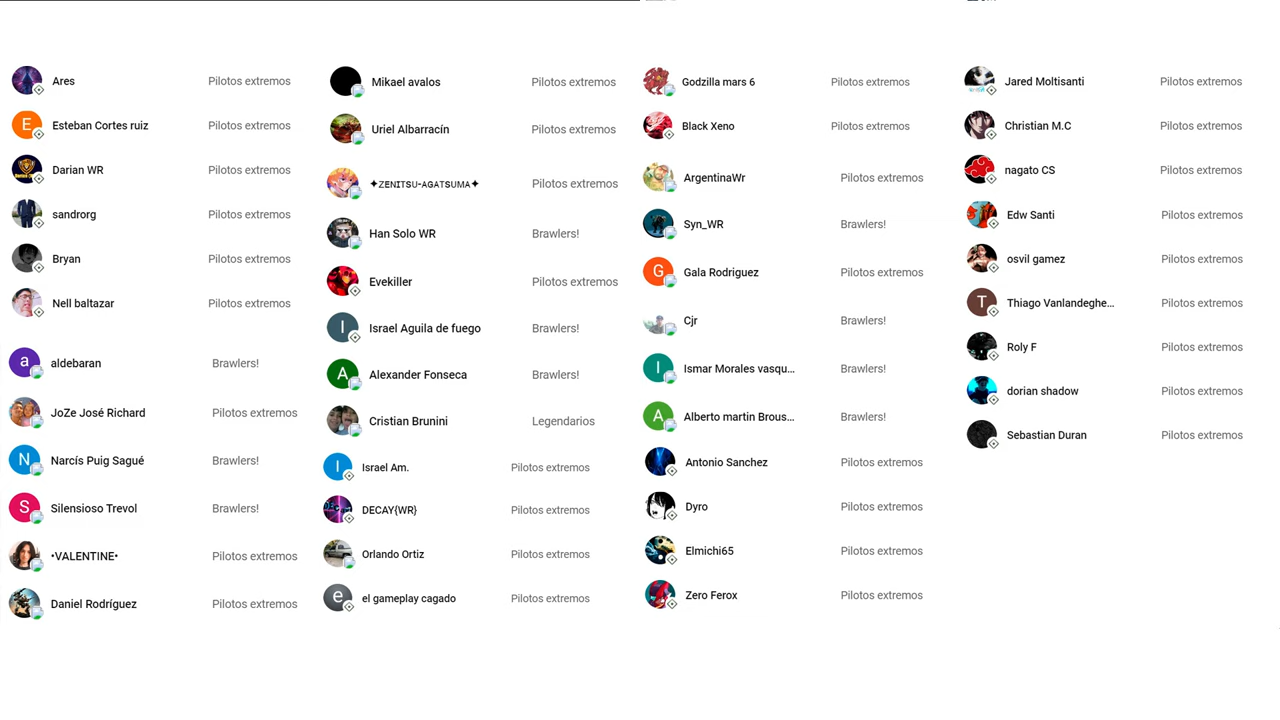 Ares Pilotos extremos
E Esteban Cortes ruiz Pilotos extremos
Darian WR Pilotos extremos
sandrorg Pilotos extremos
Bryan Pilotos extremos
Nell baltazar Pilotos extremos
a aldebaran Brawlers!
JoZe José Richard Pilotos extremos
N Narcís Puig Sagué Brawlers!
S Silensioso Trevol Brawlers!
•VALENTINE• Pilotos extremos
Daniel Rodríguez Pilotos extremos
Mikael avalos Pilotos extremos
Uriel Albarracín Pilotos extremos
✦ᴢᴇɴɪᴛsᴜ-ᴀɢᴀᴛsᴜᴍᴀ✦ Pilotos extremos
Han Solo WR Brawlers!
Evekiller Pilotos extremos
I Israel Aguila de fuego Brawlers!
A Alexander Fonseca Brawlers!
Cristian Brunini Legendarios
I Israel Am. Pilotos extremos
DECAY{WR} Pilotos extremos
Orlando Ortiz Pilotos extremos
e el gameplay cagado Pilotos extremos
Godzilla mars 6 Pilotos extremos
Black Xeno Pilotos extremos
ArgentinaWr Pilotos extremos
Syn_WR Brawlers!
G Gala Rodriguez Pilotos extremos
Cjr Brawlers!
I Ismar Morales vasqu... Brawlers!
A Alberto martin Brous... Brawlers!
Antonio Sanchez Pilotos extremos
Dyro Pilotos extremos
Elmichi65 Pilotos extremos
Zero Ferox Pilotos extremos
Jared Moltisanti Pilotos extremos
Christian M.C Pilotos extremos
nagato CS Pilotos extremos
Edw Santi Pilotos extremos
osvil gamez Pilotos extremos
T Thiago Vanlandeghe... Pilotos extremos
Roly F Pilotos extremos
dorian shadow Pilotos extremos
Sebastian Duran Pilotos extremos